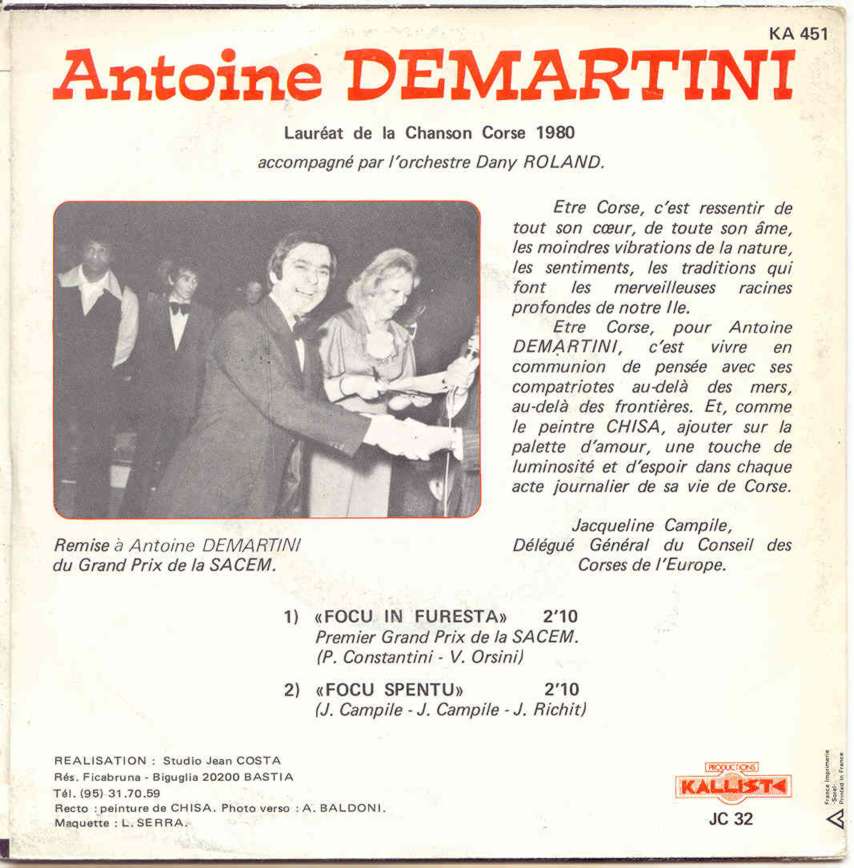 KA 451
Antoine DEMARTINI
Lauréat de la Chanson Corse 1980
accompagné par l'orchestre Dany ROLAND.
Etre Corse, c'est ressentir de
tout son cœur, de toute son âme,
les moindres vibrations de la nature,
les sentiments, les traditions qui
font les merveilleuses racines
profondes de notre Ile.
Etre Corse, pour Antoine
DEMARTINI, c'est vivre en
communion de pensée avec ses
compatriotes au-delà des mers,
au-delà des frontières. Et, comme
le peintre CHISA, ajouter sur la
palette d'amour, une touche de
luminosité et d'espoir dans chaque
acte journalier de sa vie de Corse.
Jacqueline Campile,
Délégué Général du Conseil des
Corses de l'Europe.
Remise à Antoine DEMARTINI
du Grand Prix de la SACEM.
1) «FOCU IN FURESTA» 2'10
Premier Grand Prix de la SACEM.
(P. Constantini - V. Orsini)
2) «FOCU SPENTU» 2'10
(J. Campile - J. Campile - J. Richit)
REALISATION : Studio Jean COSTA
Rés. Ficabruna - Biguglia 20200 BASTIA
Tél. (95) 31.70.59
Recto : peinture de CHISA. Photo verso : A. BALDONI.
Maquette : L. SERRA.
PRODUCTIONS
KALLISTA
JC 32
France Imprimerie
Printed in France